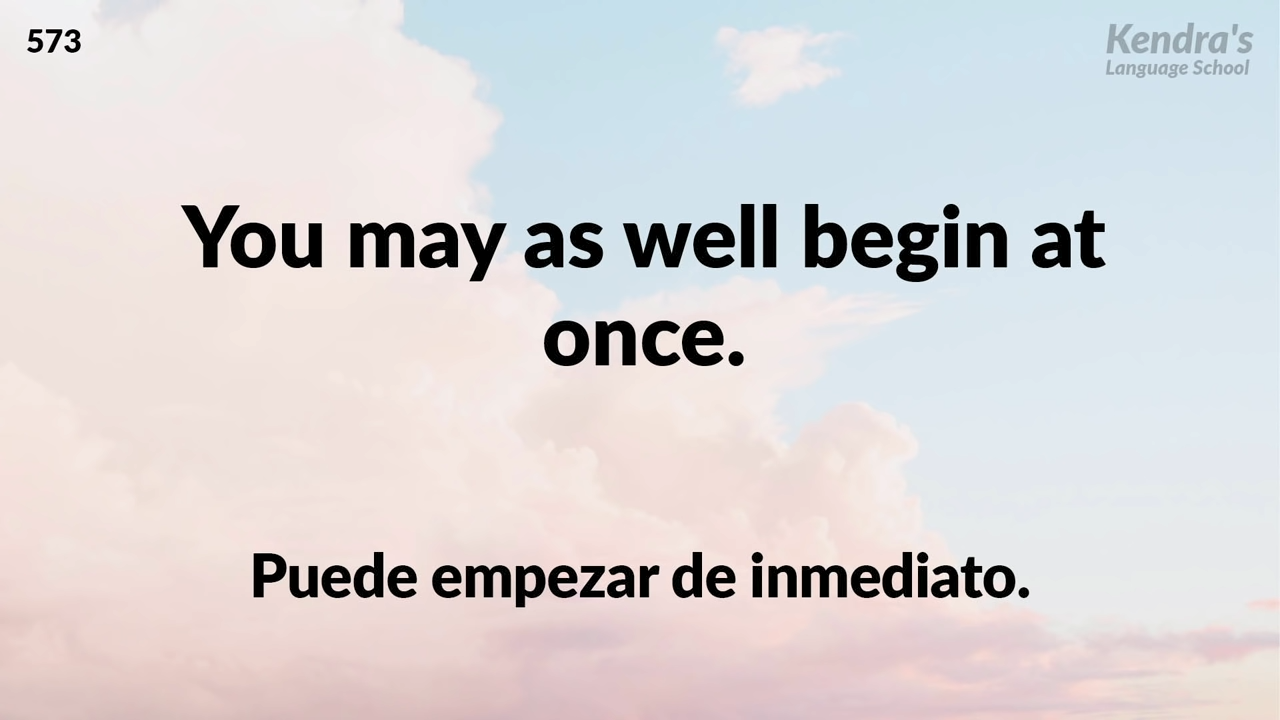 573
Kendra's
Language School
You may as well begin at
once.
Puede empezar de inmediato.